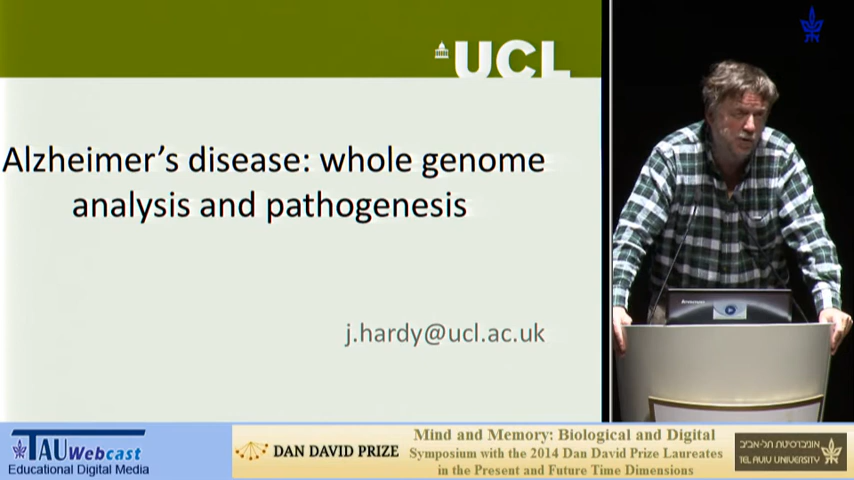 UCL
Alzheimer's disease: whole genome
analysis and pathogenesis
j.hardy@ucl.ac.uk
lenovo
TAU Webcast
Educational Digital Media
DAN DAVID PRIZE
Mind and Memory: Biological and Digital
Symposium with the 2014 Dan David Prize Laureates
in the Present and Future Time Dimensions
אוניברסיטת תל-אביב
TEL AVIV UNIVERSITY